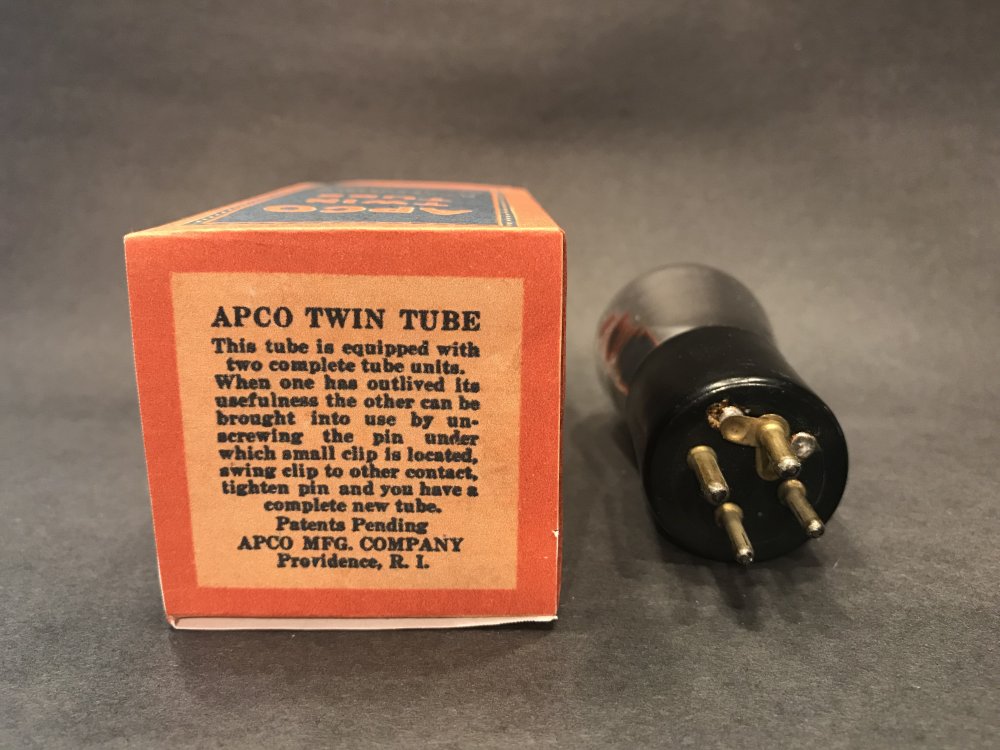 APCO
APCO TWIN TUBE
This tube is equipped with
two complete tube units.
When one has outlived its
usefulness the other can be
brought into use by un-
screwing the pin under
which small clip is located,
swing clip to other contact,
tighten pin and you have a
complete new tube.
Patents Pending
APCO MFG. COMPANY
Providence, R. I.